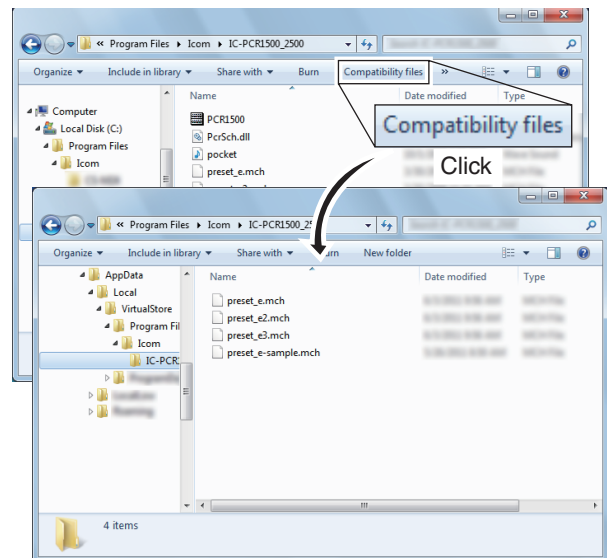 « Program Files ▸ Icom ▸ IC-PCR1500_2500
Organize ▾ Include in library ▾ Share with ▾ Burn Compatibility files »
Name Date modified Type
Computer
Local Disk (C:)
Program Files
Icom
PCR1500
PcrSch.dll
pocket
preset_e.mch
Compatibility files
Click
« Program Files ▸ Icom ▸ IC-PCR1500_2
Organize ▾ Include in library ▾ Share with ▾ New folder
Name Date modified Type
AppData
Local
VirtualStore
Program Fil
Icom
IC-PCR
preset_e.mch
preset_e2.mch
preset_e3.mch
preset_e-sample.mch
4 items